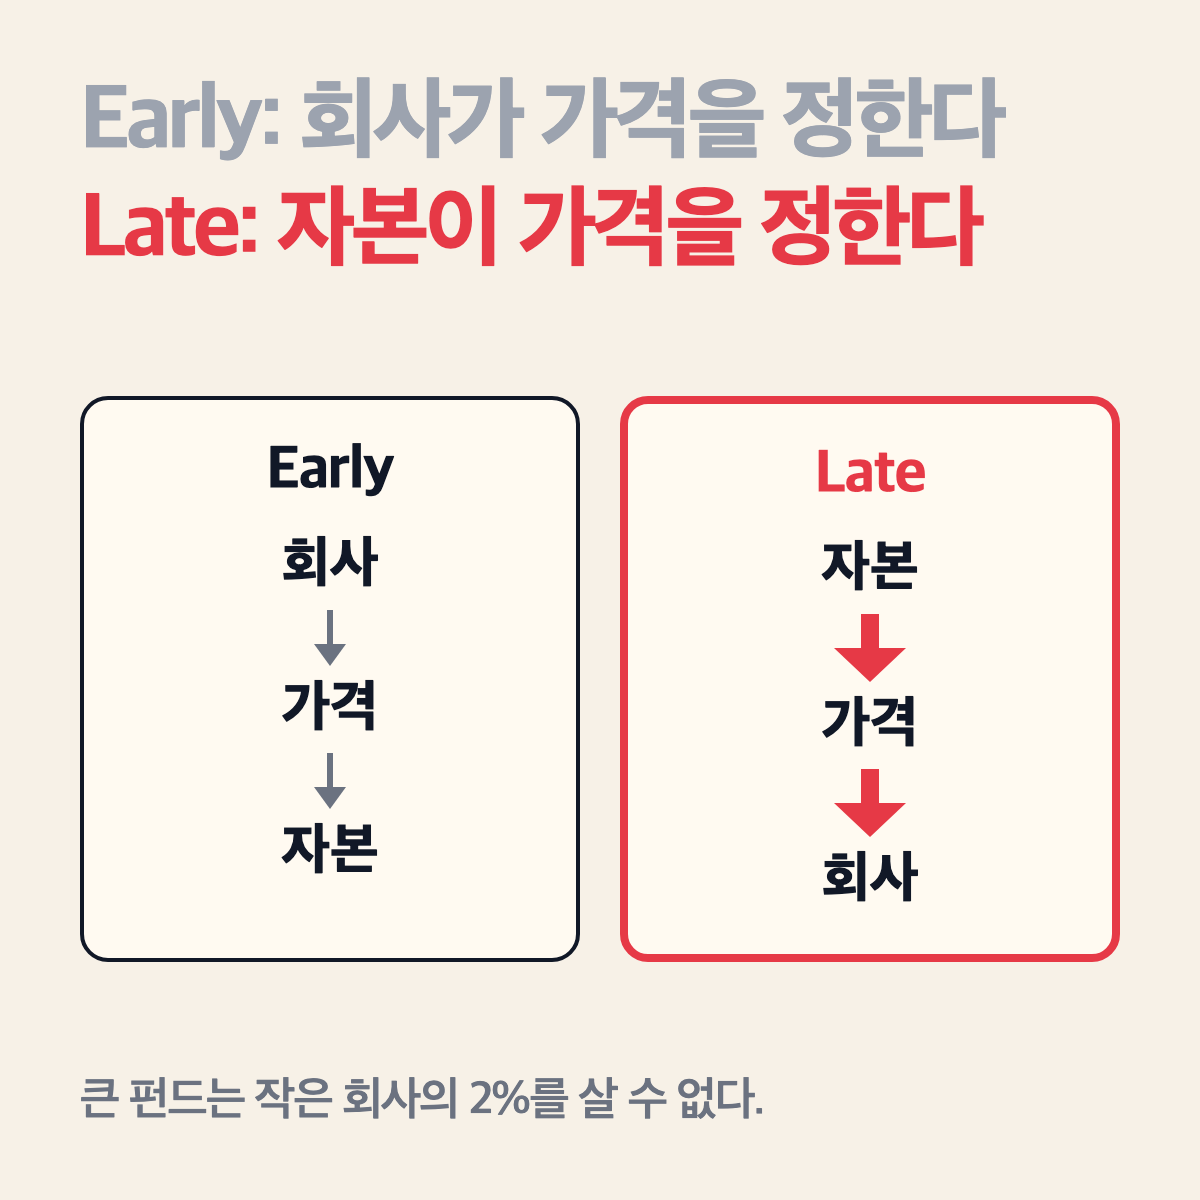 Early: 회사가 가격을 정한다
Late: 자본이 가격을 정한다
Early
회사
가격
자본
Late
자본
가격
회사
큰 펀드는 작은 회사의 2%를 살 수 없다.